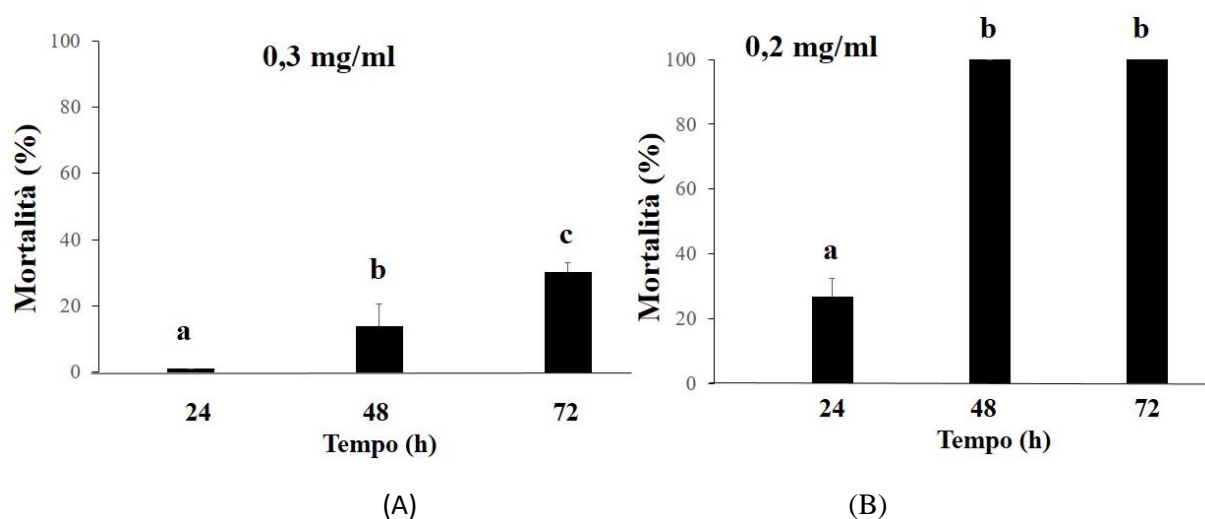 0,3 mg/ml
Mortalità (%)
100
80
60
40
20
0
a
b
c
24 48 72
Tempo (h)
(A)
0,2 mg/ml
Mortalità (%)
100
80
60
40
20
0
a
b
b
24 48 72
Tempo (h)
(B)